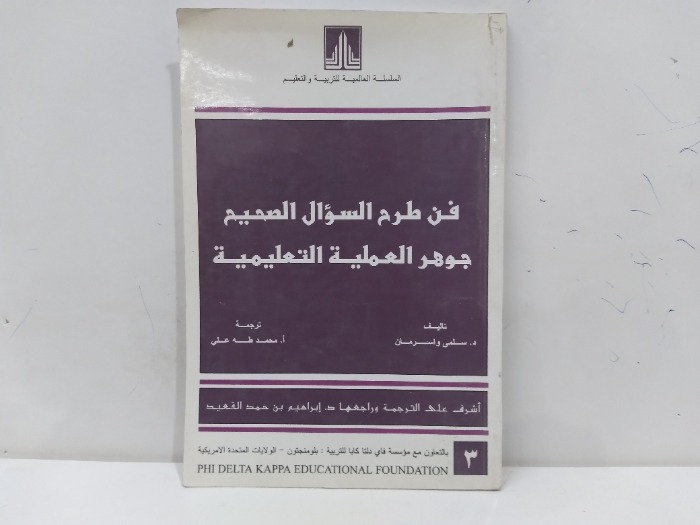 السلسلة العالمية للتربية والتعليم
فن طرح السؤال الصحيح
جوهر العملية التعليمية
تأليف
د. سلمى واسرمان
ترجمة
أ. محمد طه علي
أشرف على الترجمة وراجعها د. إبراهيم بن حمد القعيد
بالتعاون مع مؤسسة فاي دلتا كابا للتربية : بلومنجتون - الولايات المتحدة الأمريكية
PHI DELTA KAPPA EDUCATIONAL FOUNDATION
٣